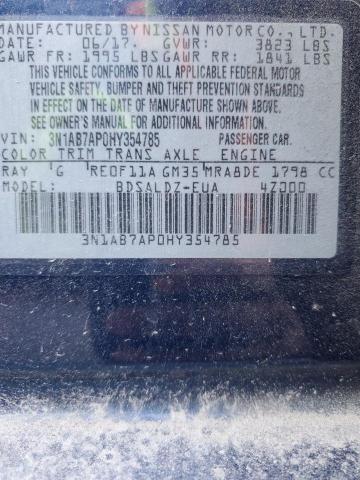 MANUFACTURED BY NISSAN MOTOR CO., LTD.
DATE: 06/17 GVWR: 3823 LBS
GAWR FR: 1995 LBS GAWR RR: 1841 LBS
THIS VEHICLE CONFORMS TO ALL APPLICABLE FEDERAL MOTOR
VEHICLE SAFETY, BUMPER AND THEFT PREVENTION STANDARDS
IN EFFECT ON THE DATE OF MANUFACTURE SHOWN ABOVE.
SEE OWNER'S MANUAL FOR ADDITIONAL INFORMATION.
VIN: 3N1AB7AP0HY354785 PASSENGER CAR.
COLOR TRIM TRANS AXLE ENGINE
RAY G RE0F11A GM35 MRA8DE 1798 CC
MODEL BDSALDZ-EUA 4ZJ00
3N1AB7AP0HY354785